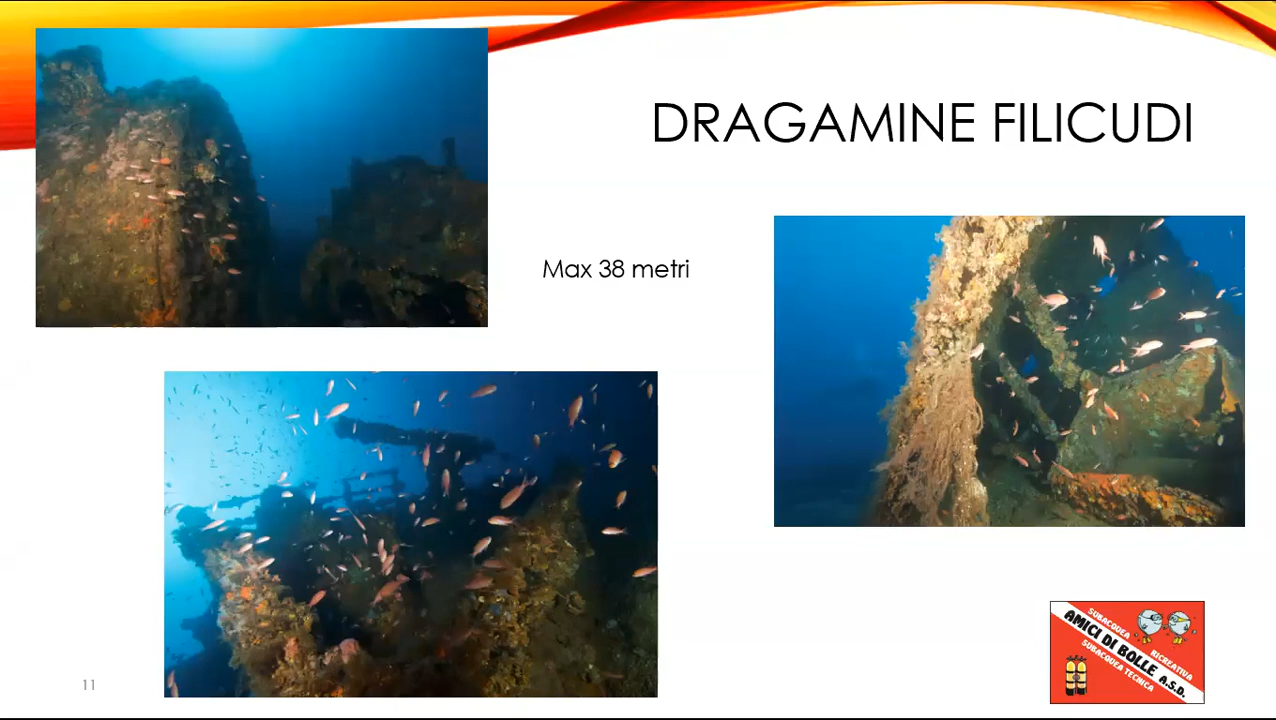 DRAGAMINE FILICUDI
Max 38 metri
SUBACQUEA RICREATIVA
AMICI DI BOLLE A.S.D.
SUBACQUEA TECNICA
11